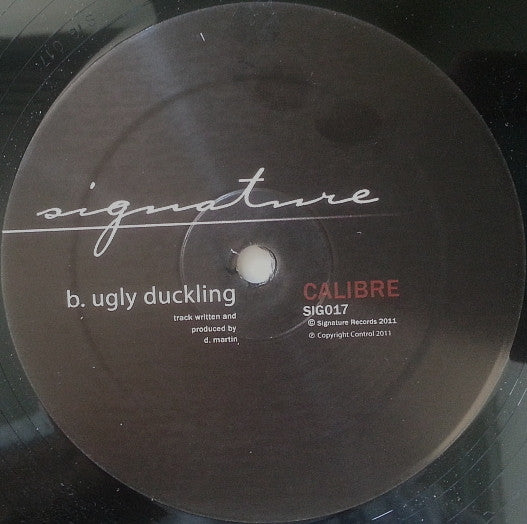 signature
b. ugly duckling
track written and
produced by
d. martin
CALIBRE
SIG017
© Signature Records 2011
℗ Copyright Control 2011